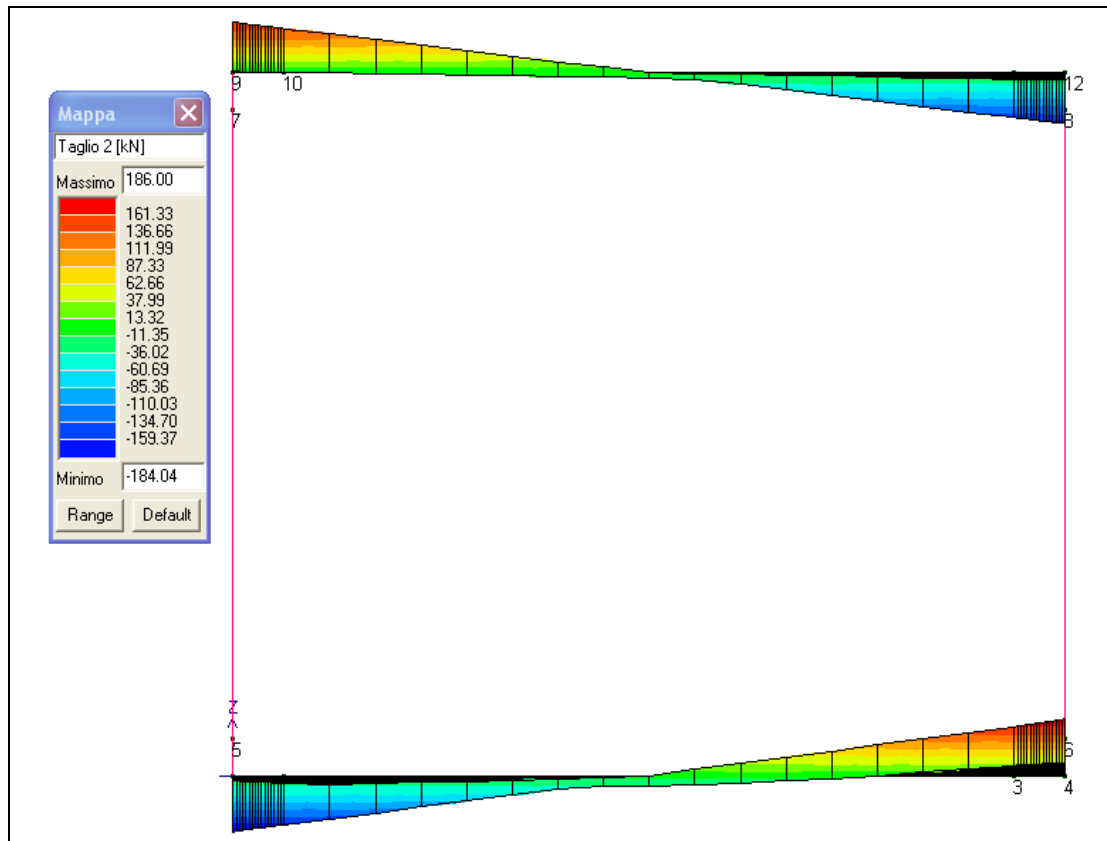 9 10 12
7 8
Mappa
Taglio 2 [kN]
Massimo 186.00
161.33
136.66
111.99
87.33
62.66
37.99
13.32
-11.35
-36.02
-60.69
-85.36
-110.03
-134.70
-159.37
Minimo -184.04
Range Default
Z
5 6
3 4